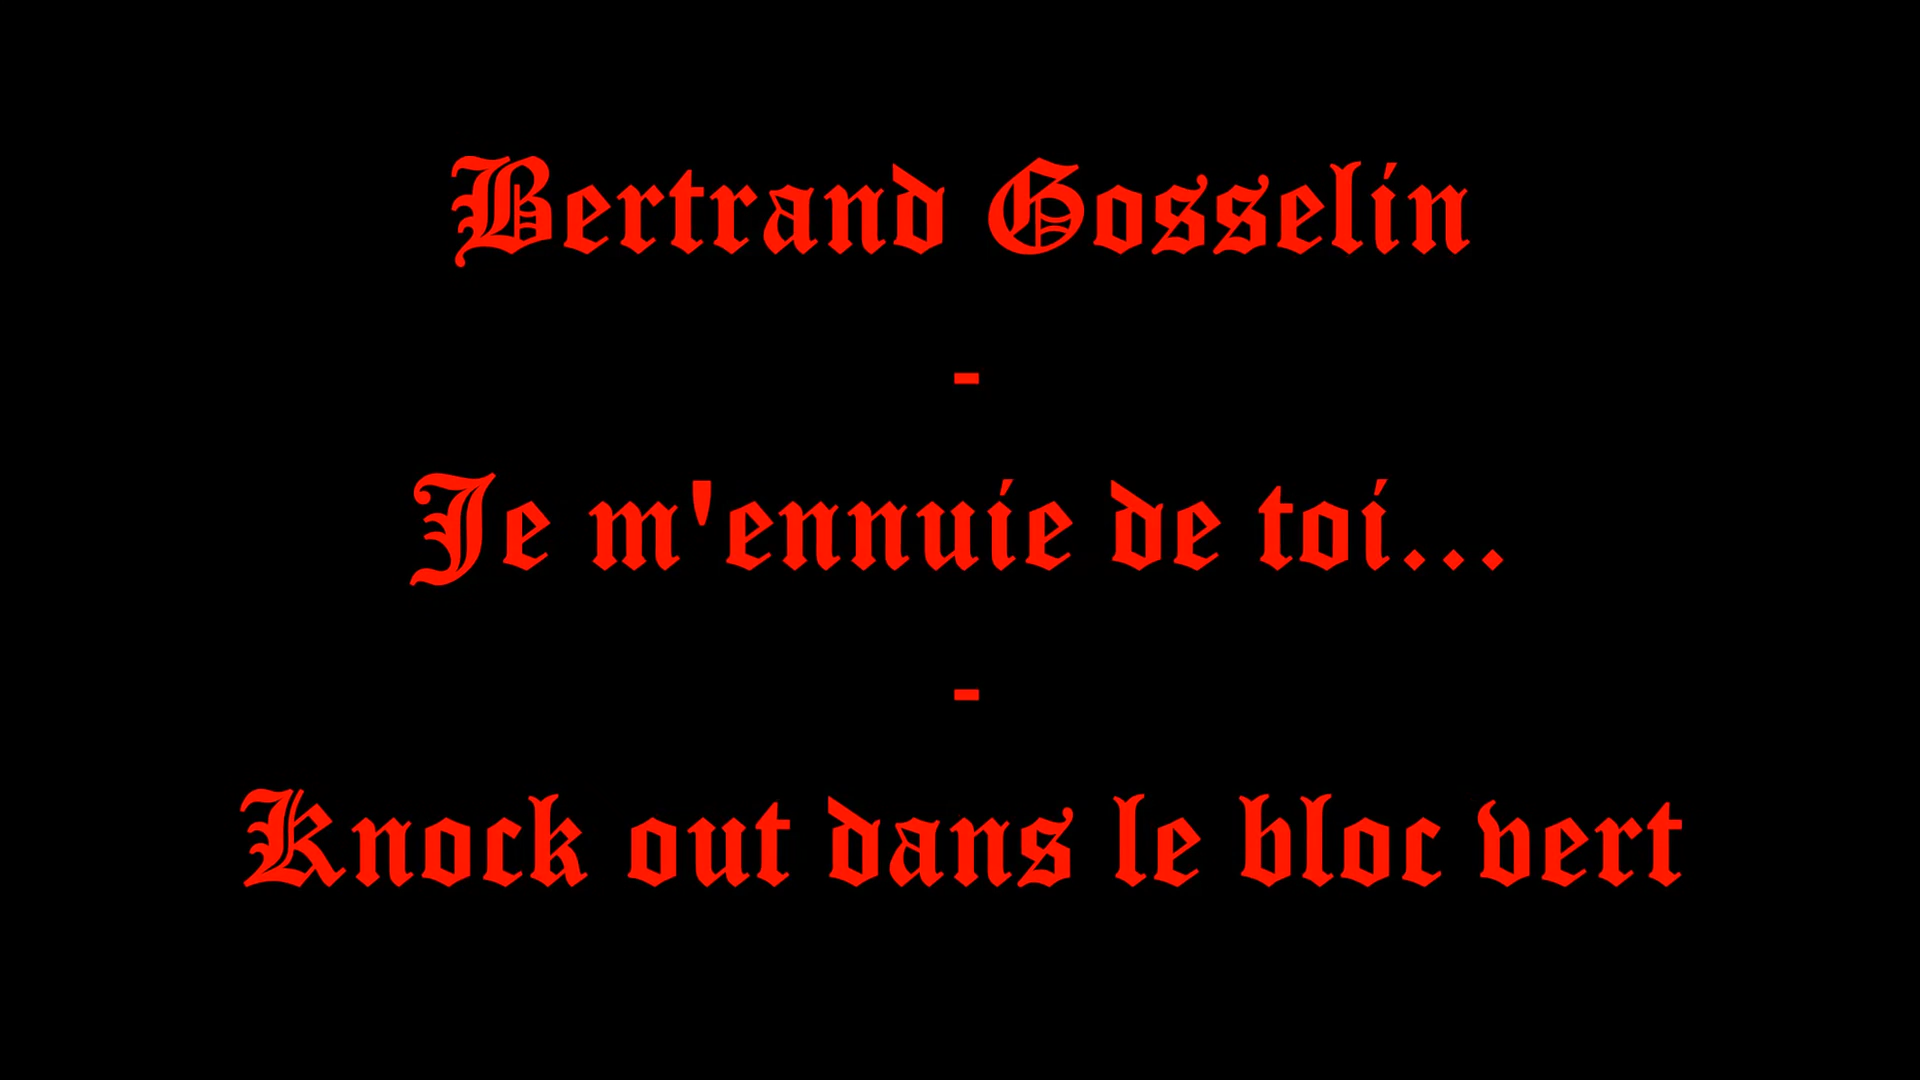 Bertrand Gosselin
-
Je m'ennuie de toi...
-
Knock out dans le bloc vert